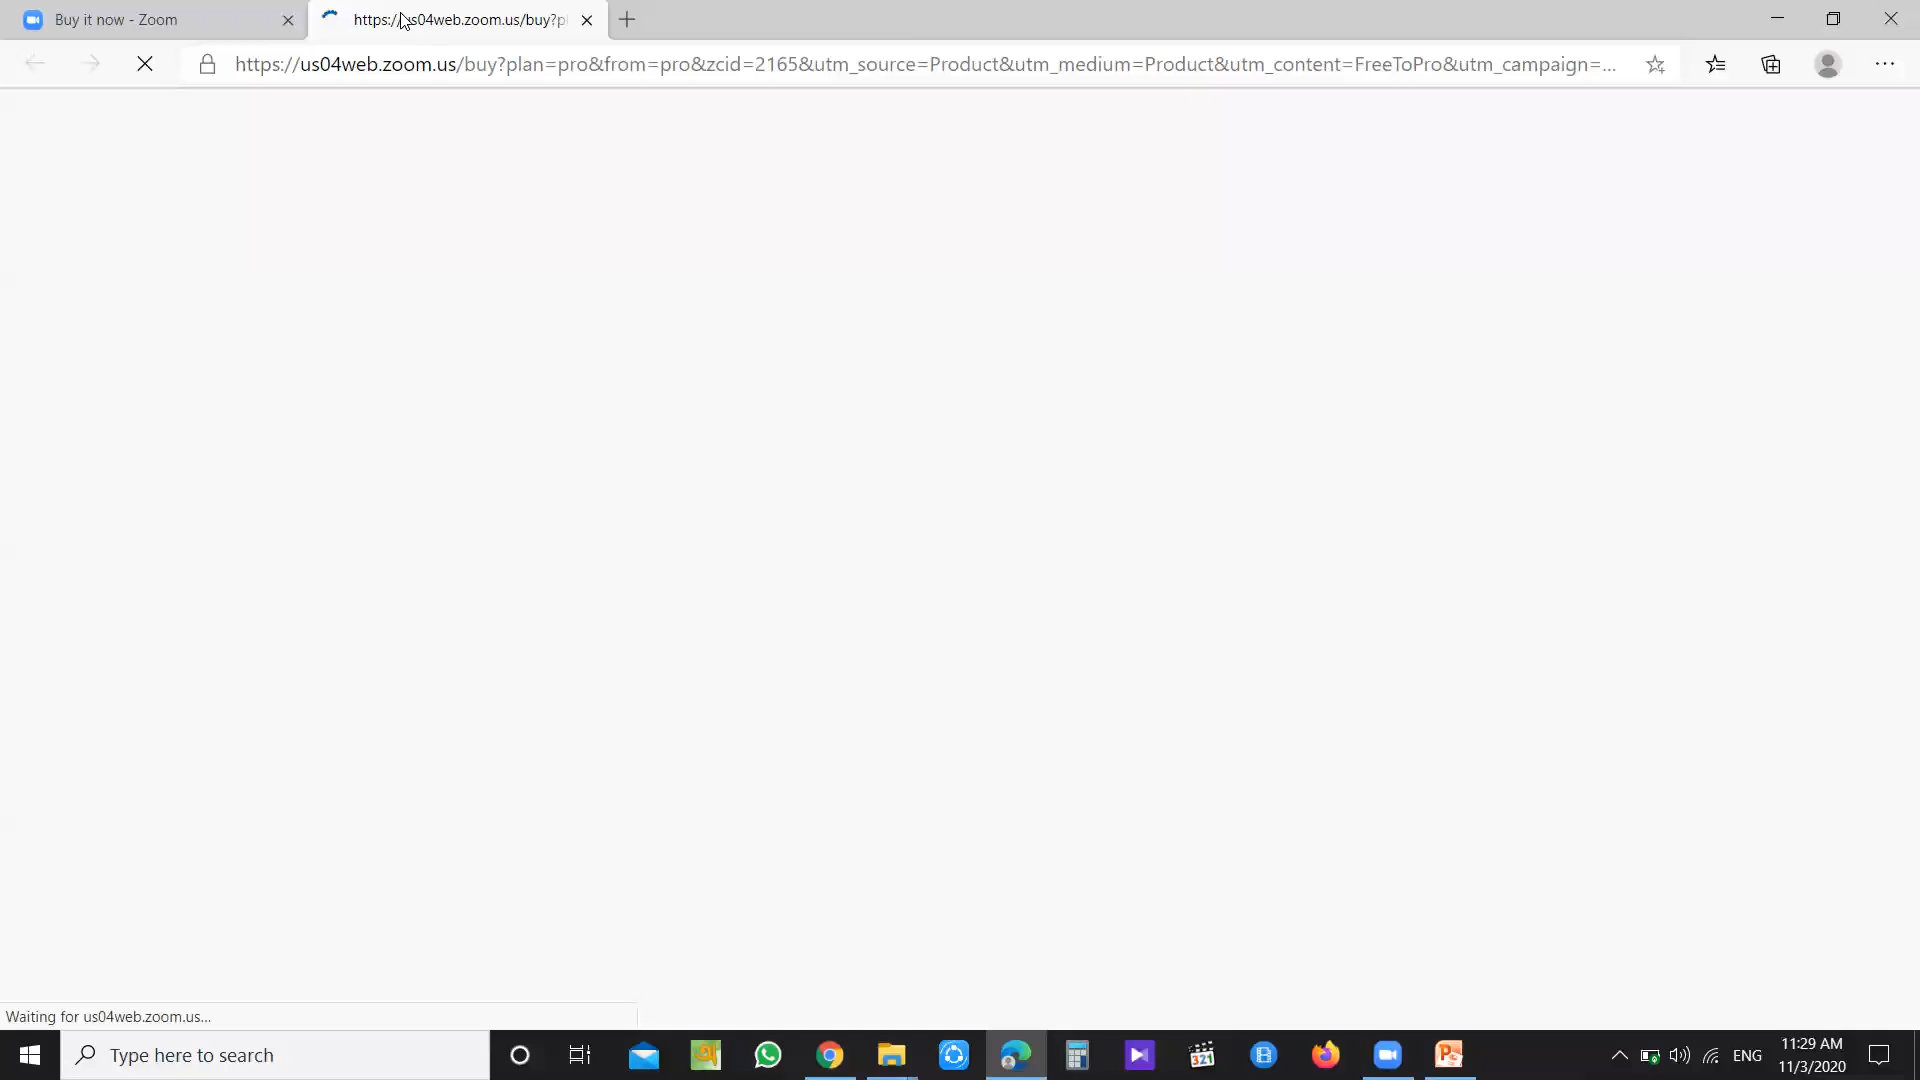 Buy it now - Zoom
https://us04web.zoom.us/buy?pl
https://us04web.zoom.us/buy?plan=pro&from=pro&zcid=2165&utm_source=Product&utm_medium=Product&utm_content=FreeToPro&utm_campaign=...
Waiting for us04web.zoom.us...
Type here to search
321
ENG
11:29 AM
11/3/2020